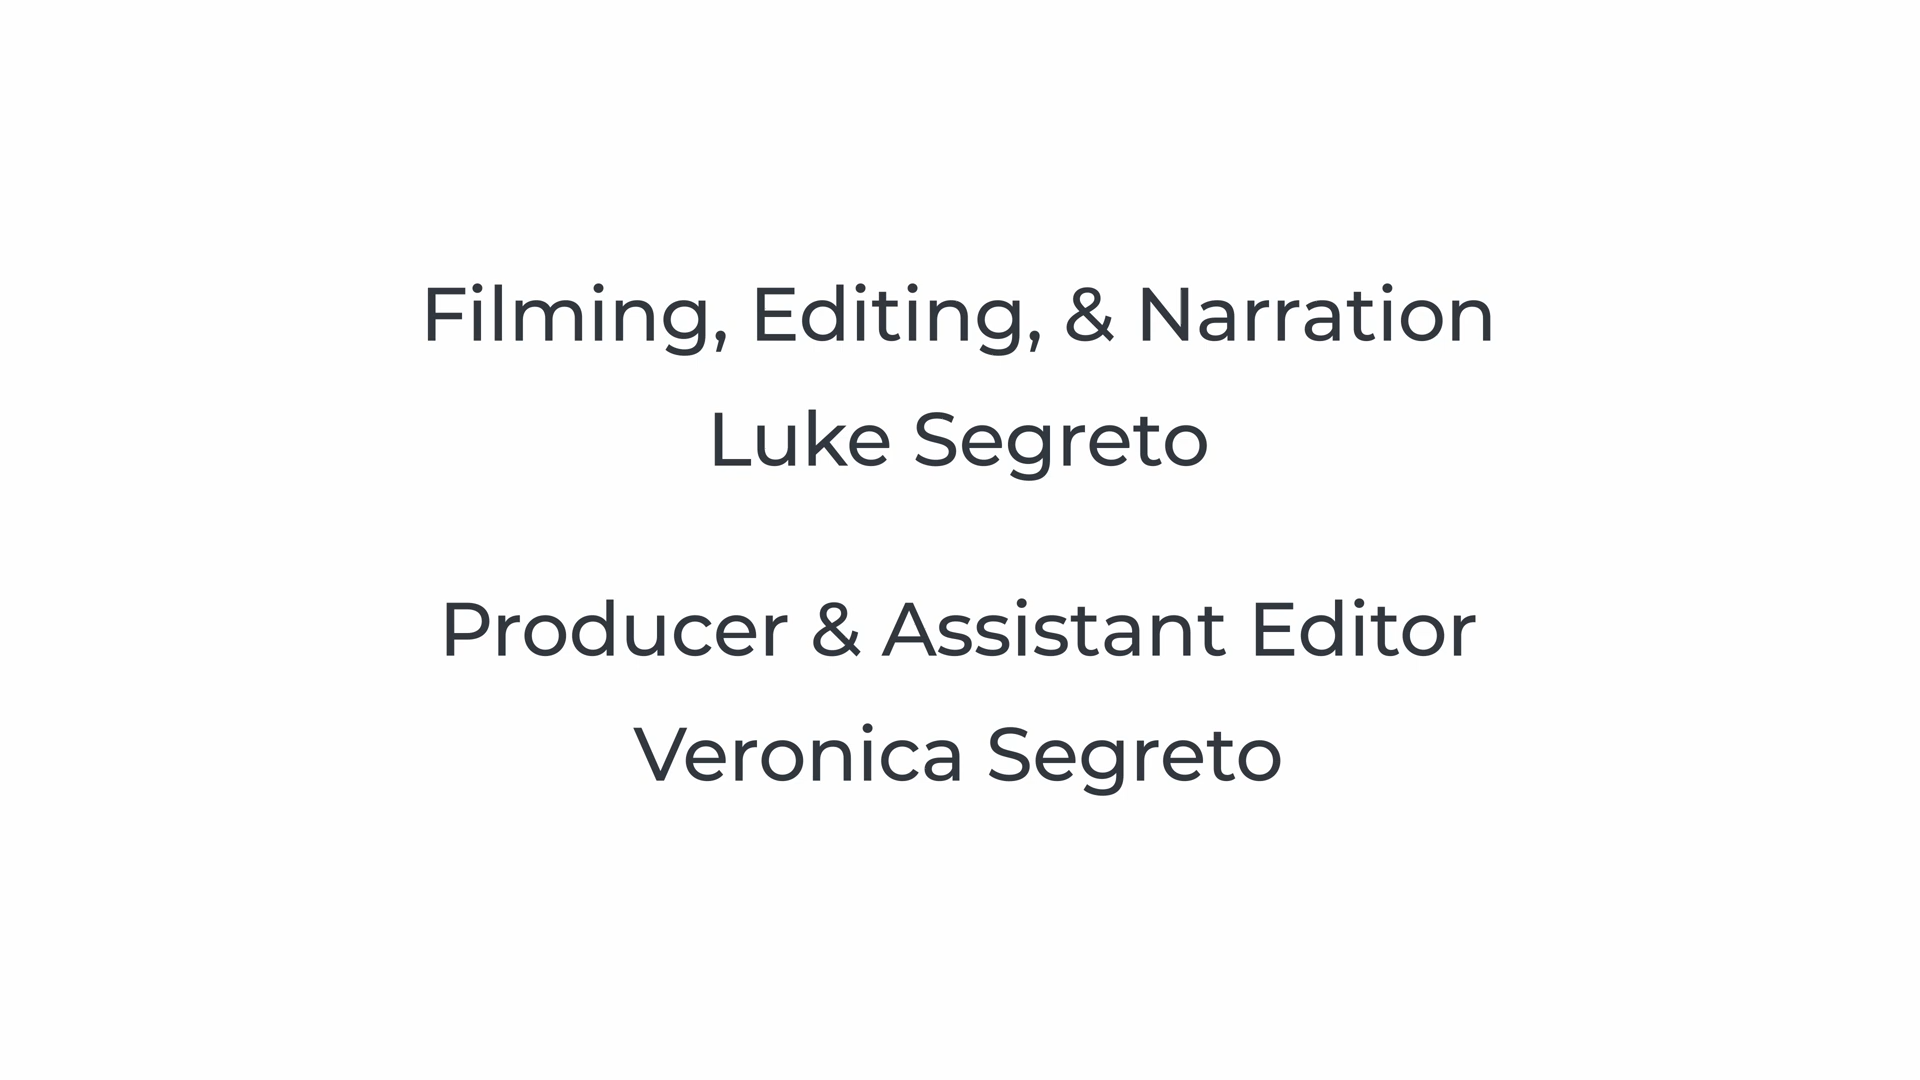 Filming, Editing, & Narration
Luke Segreto
Producer & Assistant Editor
Veronica Segreto